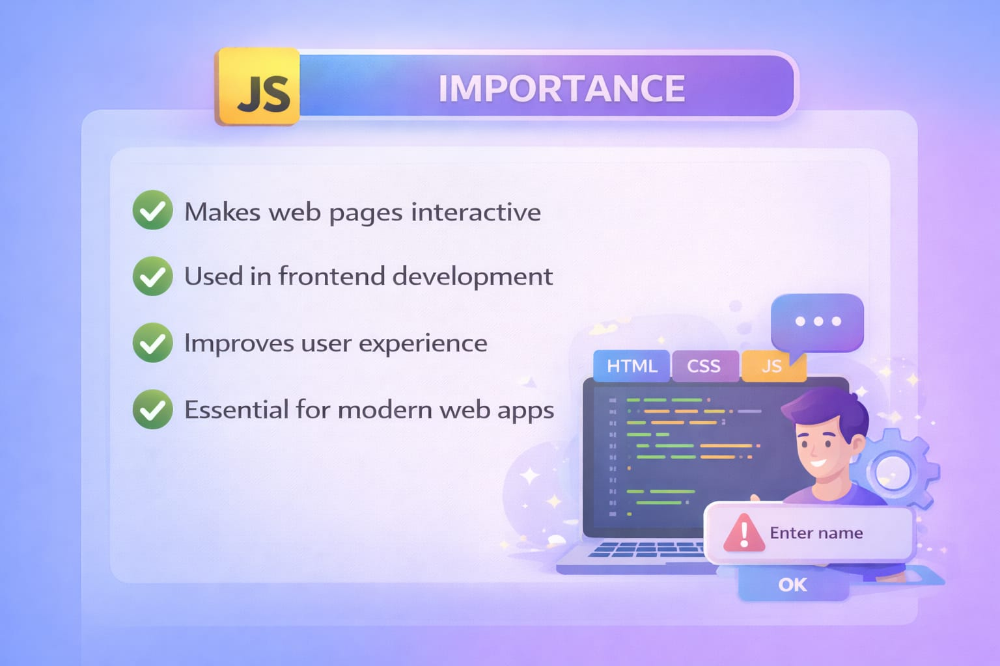 JS
IMPORTANCE
Makes web pages interactive
Used in frontend development
Improves user experience
Essential for modern web apps
HTML
CSS
JS
Enter name
OK